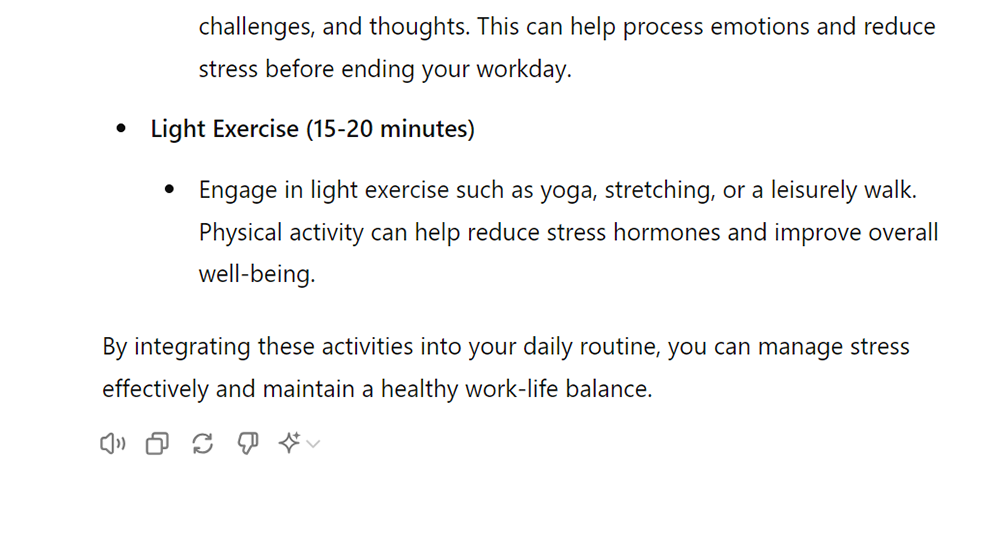 challenges, and thoughts. This can help process emotions and reduce
stress before ending your workday.
• Light Exercise (15-20 minutes)
• Engage in light exercise such as yoga, stretching, or a leisurely walk.
Physical activity can help reduce stress hormones and improve overall
well-being.
By integrating these activities into your daily routine, you can manage stress
effectively and maintain a healthy work-life balance.